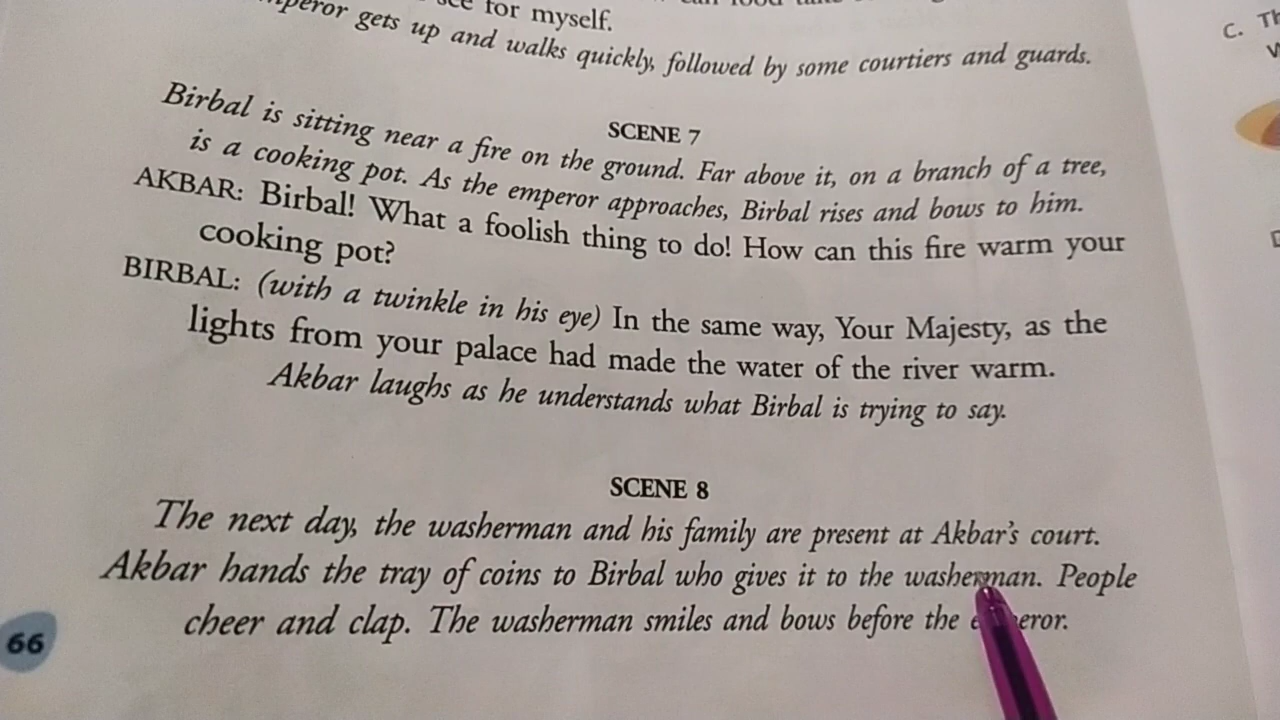 for myself.
gets up and walks quickly, followed by some courtiers and guards.
SCENE 7
Birbal is sitting near a fire on the ground. Far above it, on a branch of a tree,
is a cooking pot. As the emperor approaches, Birbal rises and bows to him.
AKBAR: Birbal! What a foolish thing to do! How can this fire warm your
cooking pot?
BIRBAL: (with a twinkle in his eye) In the same way, Your Majesty, as the
lights from your palace had made the water of the river warm.
Akbar laughs as he understands what Birbal is trying to say.
SCENE 8
The next day, the washerman and his family are present at Akbar's court.
Akbar hands the tray of coins to Birbal who gives it to the washerman. People
cheer and clap. The washerman smiles and bows before the
66
C.